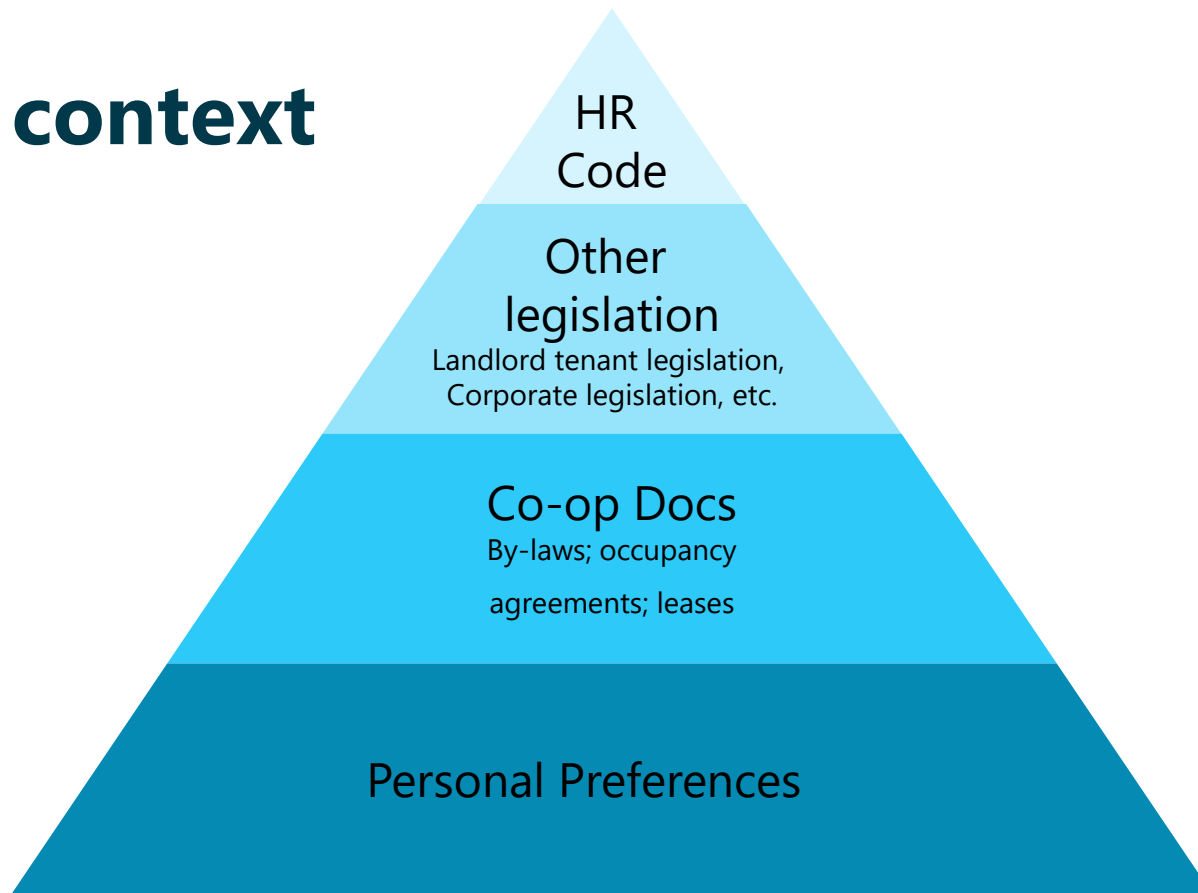 context
HR
Code
Other
legislation
Landlord tenant legislation,
Corporate legislation, etc.
Co-op Docs
By-laws; occupancy
agreements; leases
Personal Preferences